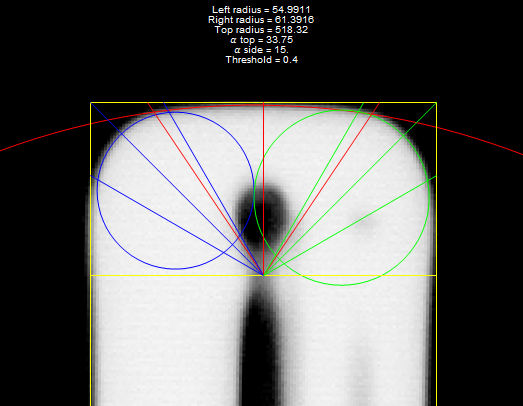 Left radius = 54.9911
Right radius = 61.3916
Top radius = 518.32
α top = 33.75
α side = 15.
Threshold = 0.4